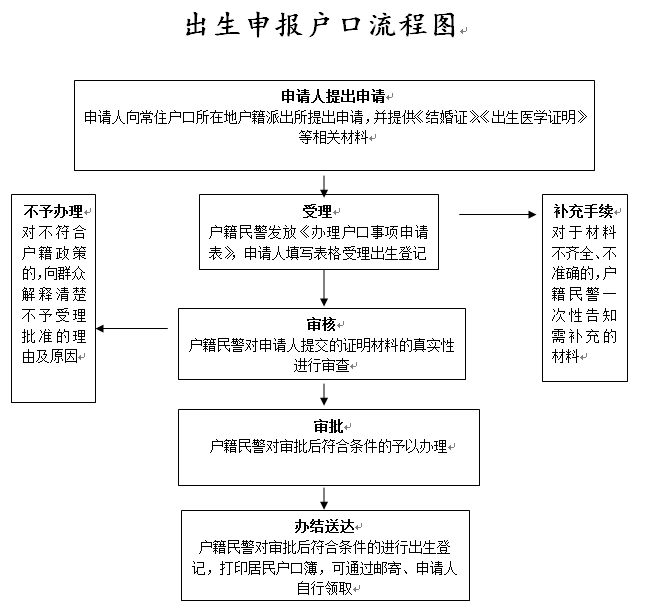 出生申报户口流程图
申请人提出申请
申请人向常住户口所在地户籍派出所提出申请,并提供《结婚证》、《出生医学证明》
等相关材料
不予办理
对不符合
户籍政策
的,向群众
解释清楚
不予受理
批准的理
由及原因
受理
户籍民警发放《办理户口事项申请
表》,申请人填写表格受理出生登记
补充手续
对于材料
不齐全、不
准确的,户
籍民警一
次性告知
需补充的
材料
审核
户籍民警对申请人提交的证明材料的真实性
进行审查
审批
户籍民警对审批后符合条件的予以办理
办结送达
户籍民警对审批后符合条件的进行出生登
记，打印居民户口簿，可通过邮寄、申请人
自行领取